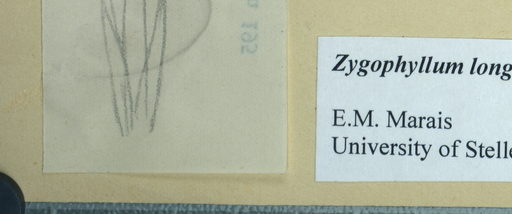 Zygophyllum long
E.M. Marais
University of Stelle